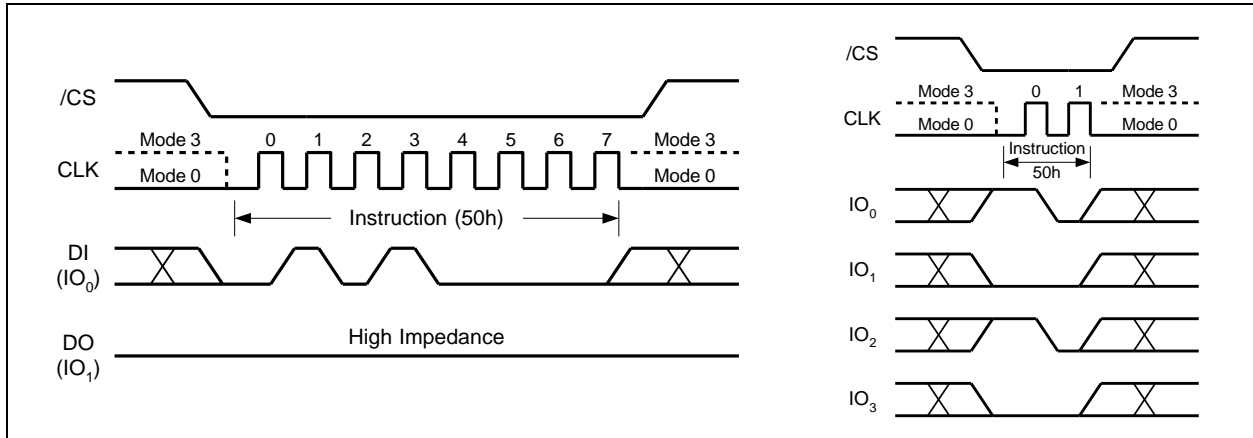 /CS
Mode 3 0 1 2 3 4 5 6 7 Mode 3
CLK Mode 0 Mode 0
Instruction (50h)
DI
(IO0)
High Impedance
DO
(IO1)
/CS
Mode 3 0 1 Mode 3
CLK Mode 0 Mode 0
Instruction
50h
IO0
IO1
IO2
IO3